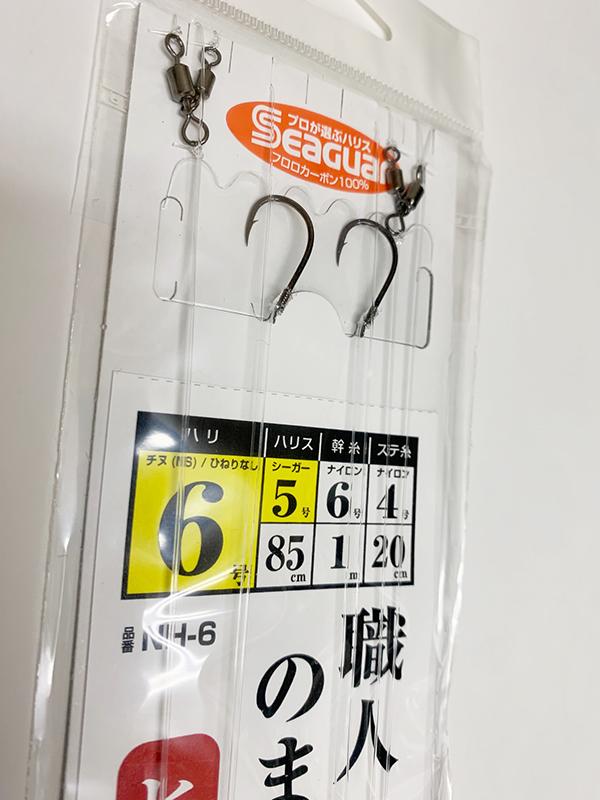 プロが選ぶハリス
SEAGUAR
フロロカーボン100%
ハリ ハリス 幹糸 ステ糸
チヌ(NS)/ひねりなし シーガー ナイロン ナイロン
6号 5号 6号 4号
85cm 1m 20cm
品番 NH-6
職人
のま